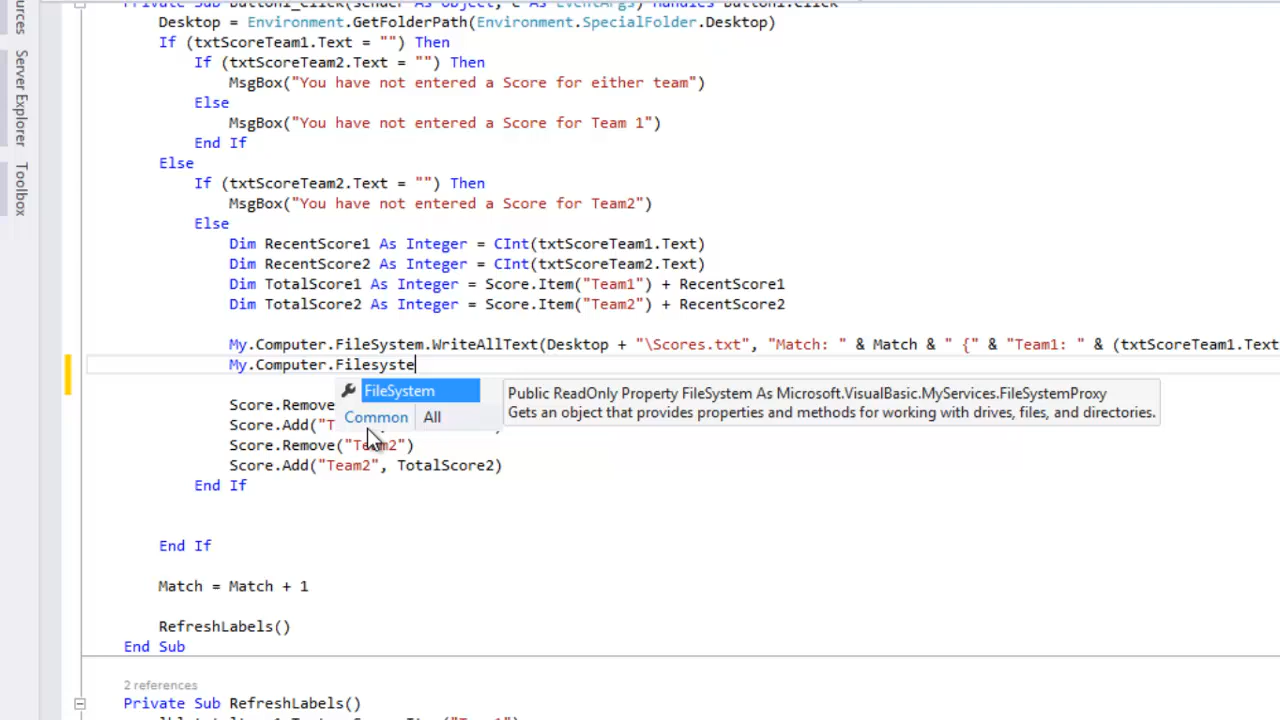 urces
Server Explorer
Toolbox
Private Sub Button1_Click(sender As Object, e As EventArgs) Handles Button1.Click
Desktop = Environment.GetFolderPath(Environment.SpecialFolder.Desktop)
If (txtScoreTeam1.Text = "") Then
If (txtScoreTeam2.Text = "") Then
MsgBox("You have not entered a Score for either team")
Else
MsgBox("You have not entered a Score for Team 1")
End If
Else
If (txtScoreTeam2.Text = "") Then
MsgBox("You have not entered a Score for Team2")
Else
Dim RecentScore1 As Integer = CInt(txtScoreTeam1.Text)
Dim RecentScore2 As Integer = CInt(txtScoreTeam2.Text)
Dim TotalScore1 As Integer = Score.Item("Team1") + RecentScore1
Dim TotalScore2 As Integer = Score.Item("Team2") + RecentScore2
My.Computer.FileSystem.WriteAllText(Desktop + "\Scores.txt", "Match: " & Match & " {" & "Team1: " & (txtScoreTeam1.Text
My.Computer.Filesyste
FileSystem
Public ReadOnly Property FileSystem As Microsoft.VisualBasic.MyServices.FileSystemProxy
Gets an object that provides properties and methods for working with drives, files, and directories.
Common All
Score.Remove
Score.Add("T
Score.Remove("Team2")
Score.Add("Team2", TotalScore2)
End If
End If
Match = Match + 1
RefreshLabels()
End Sub
2 references
Private Sub RefreshLabels()